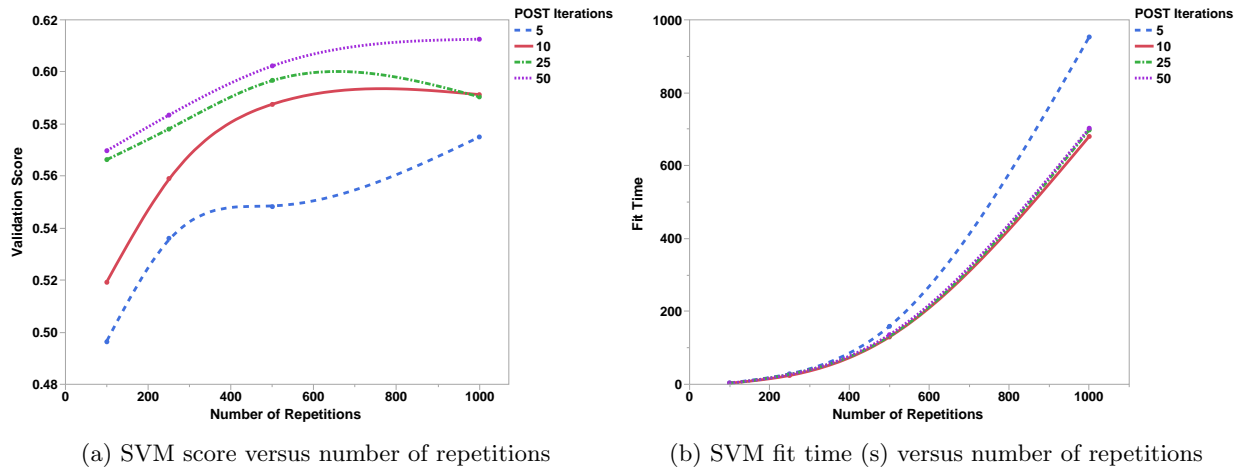 POST Iterations
5
10
25
50
0.62
0.60
0.58
0.56
0.54
0.52
0.50
0.48
Validation Score
0 200 400 600 800 1000
Number of Repetitions
(a) SVM score versus number of repetitions
POST Iterations
5
10
25
50
1000
800
600
400
200
0
Fit Time
0 200 400 600 800 1000
Number of Repetitions
(b) SVM fit time (s) versus number of repetitions